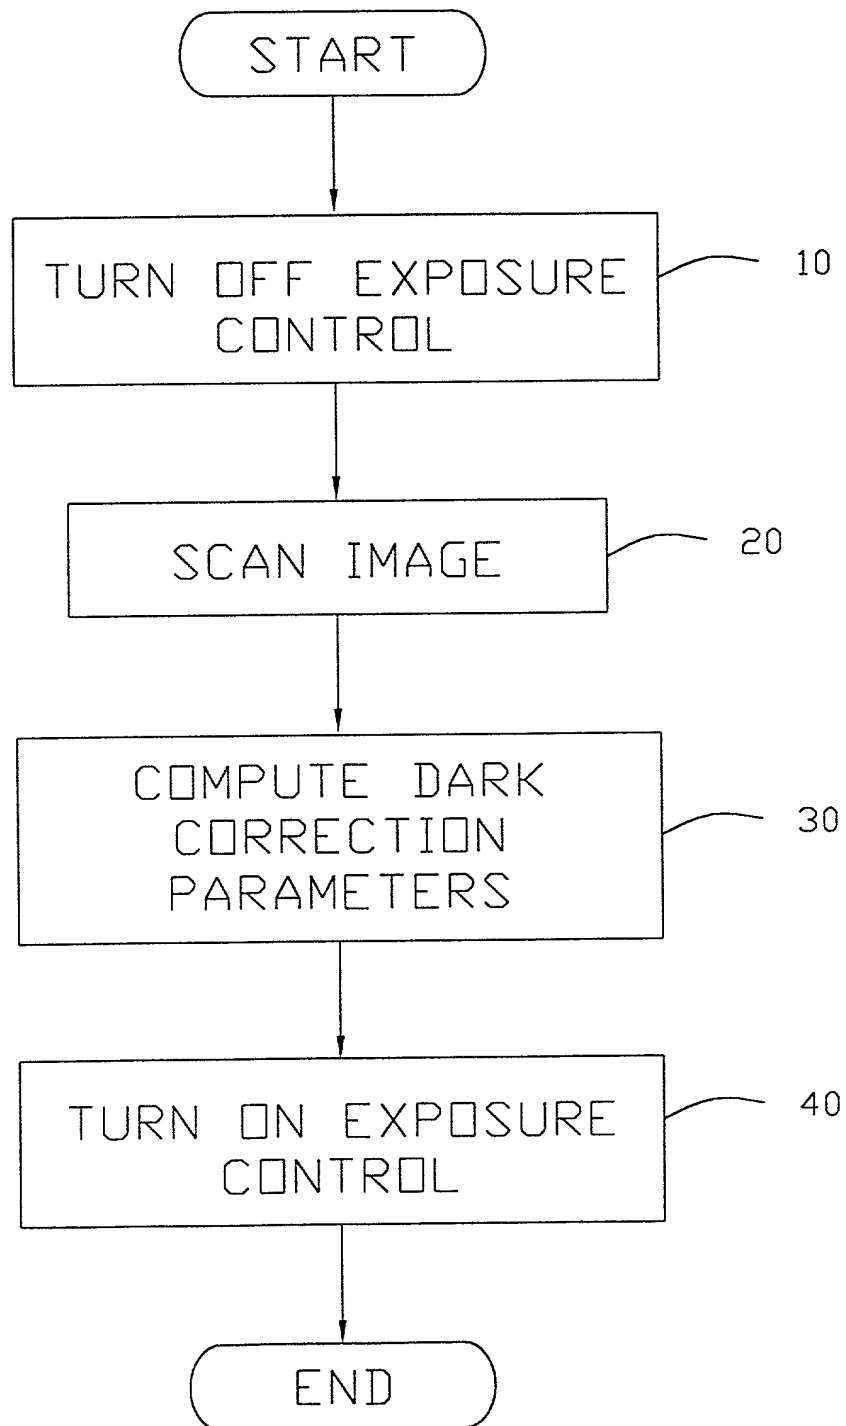 START
TURN OFF EXPOSURE
CONTROL
10
SCAN IMAGE
20
COMPUTE DARK
CORRECTION
PARAMETERS
30
TURN ON EXPOSURE
CONTROL
40
END